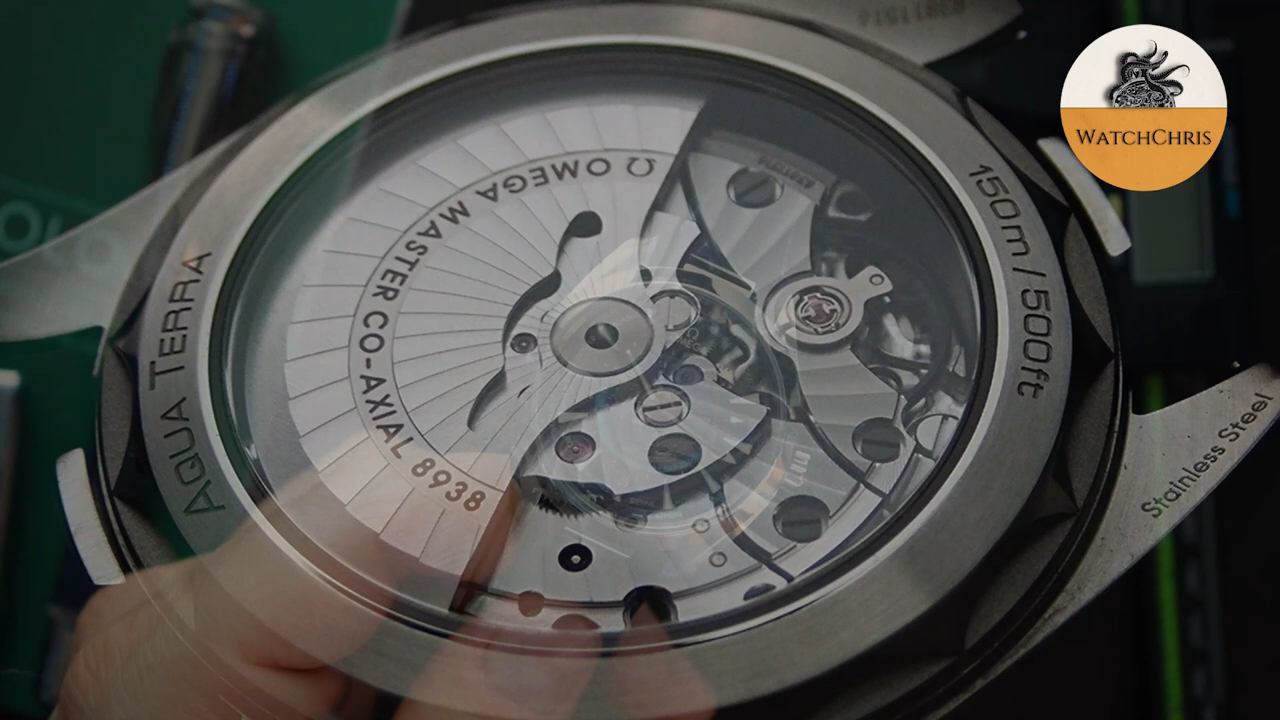 WATCHCHRIS
Ω OMEGA MASTER CO-AXIAL 8938
AQUA TERRA
150m / 500ft
Stainless Steel